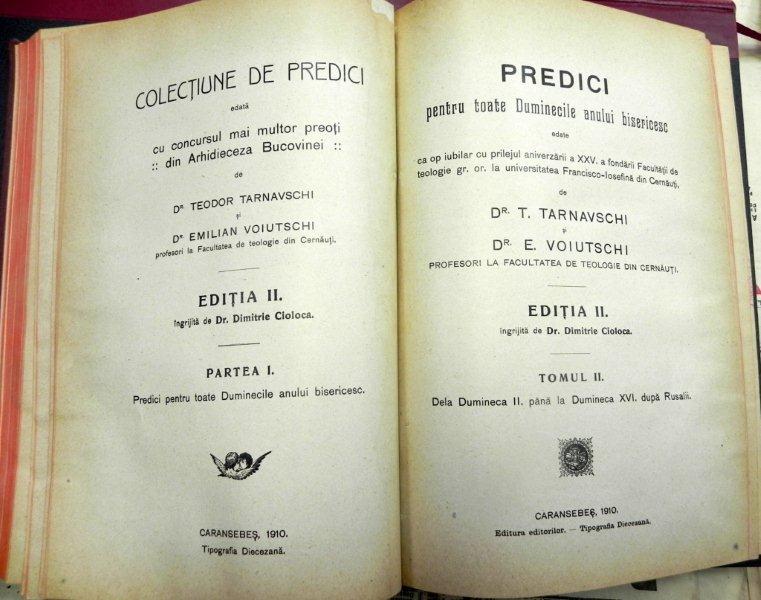 COLECȚIUNE DE PREDICI
edată
cu concursul mai multor preoți
:: din Arhidieceza Bucovinei ::
de
DR. TEODOR TARNAVSCHI
și
DR. EMILIAN VOIUTSCHI
profesori la Facultatea de teologie din Cernăuți.
EDIȚIA II.
îngrijită de Dr. Dimitrie Cioloca.
PARTEA I.
Predici pentru toate Duminecile anului bisericesc.
CARANSEBEȘ, 1910.
Tipografia Diecezană.
PREDICI
pentru toate Duminecile anului bisericesc
edate
ca op iubilar cu prilejul aniverzării a XXV. a fondării Facultății de
teologie gr. or. la universitatea Francisco-Iosefină din Cernăuți,
de
DR. T. TARNAVSCHI
și
DR. E. VOIUTSCHI
PROFESORI LA FACULTATEA DE TEOLOGIE DIN CERNĂUȚI.
EDIȚIA II.
îngrijită de Dr. Dimitrie Cioloca.
TOMUL II.
Dela Dumineca II. până la Dumineca XVI. după Rusalii.
CARANSEBEȘ, 1910.
Editura editorilor. — Tipografia Diecezană.